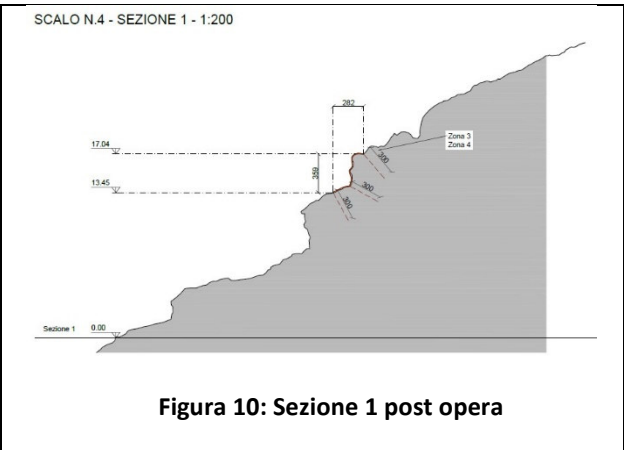 SCALO N.4 - SEZIONE 1 - 1:200
282
Zona 3
Zona 4
17.04
300
359
300
13.45
300
Sezione 1 0.00
Figura 10: Sezione 1 post opera